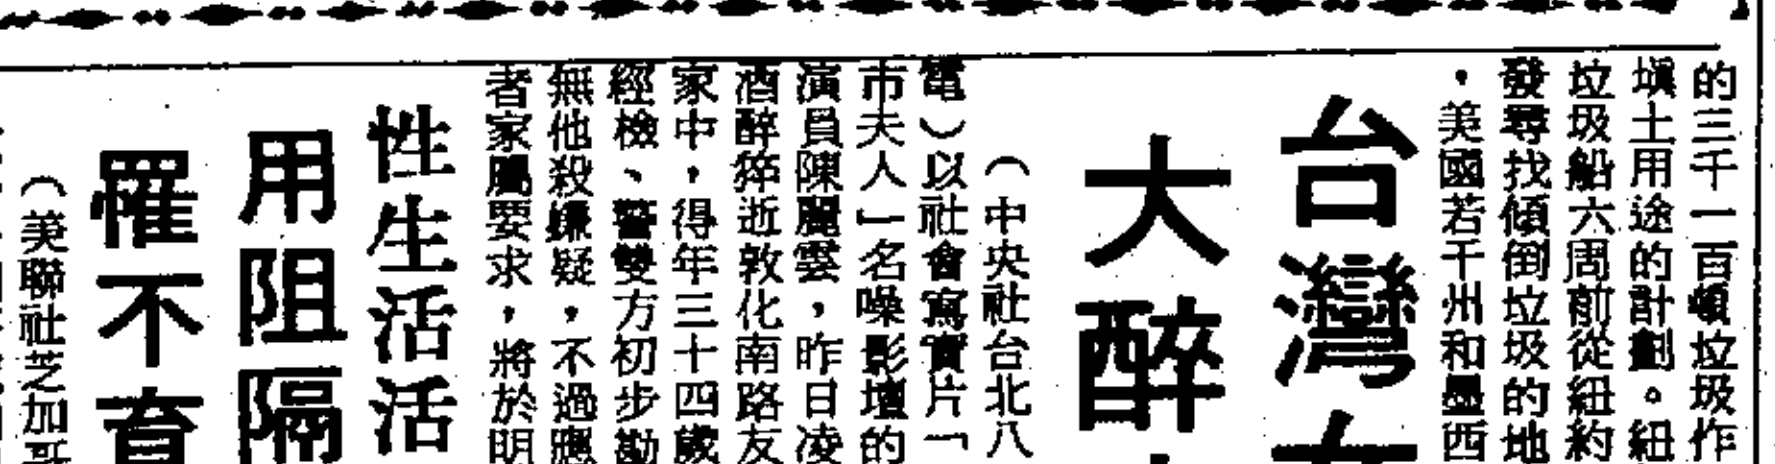 的三千一百噸垃圾作
塡土用途的計劃。紐
垃圾船六周前從紐約
發尋找傾倒垃圾的地
，美國若干州和墨西
台灣
大醉
（中央社台北八
電）以社會寫實片「
市夫人」名噪影壇的
演員陳麗雲，昨日凌
酒醉猝逝敦化南路友
家中，得年三十四歲
經檢、警雙方初步勘
無他殺嫌疑，不過應
者家屬要求，將於明
性生活活
用阻隔
罹不育
（美聯社芝加哥